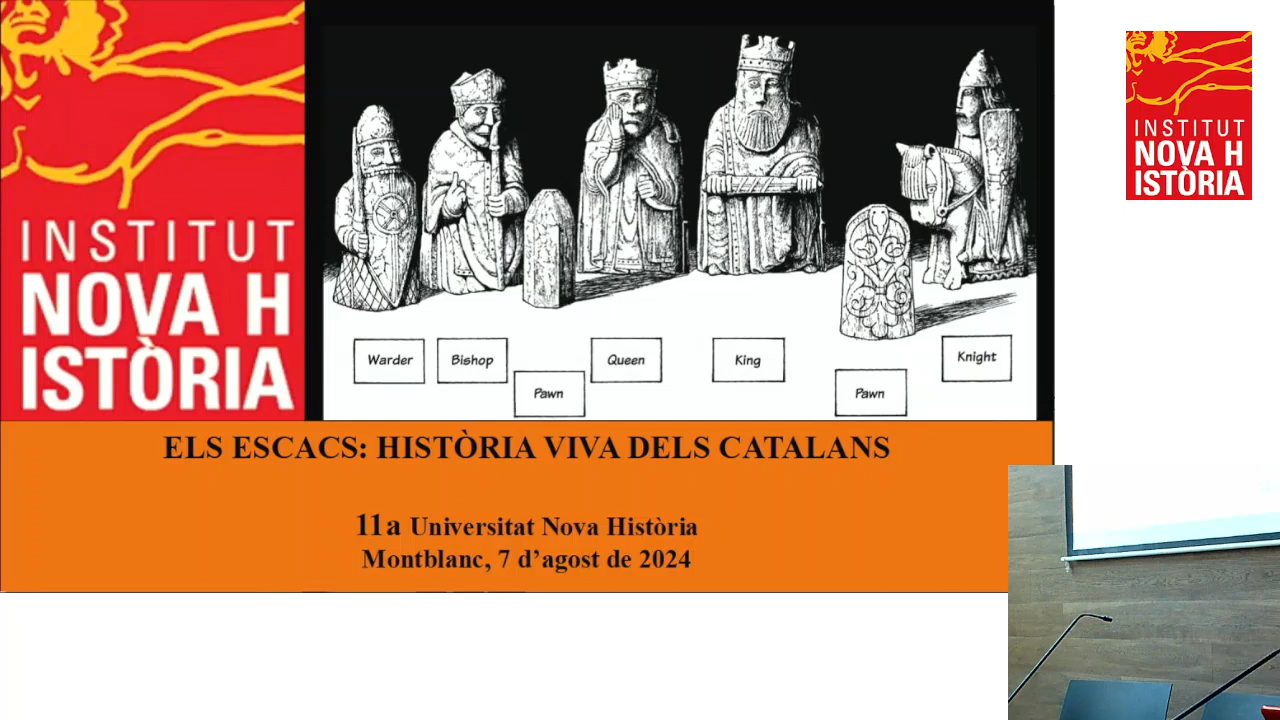 INSTITUT
NOVA H
ISTÒRIA
Warder
Bishop
Pawn
Queen
King
Pawn
Knight
ELS ESCACS: HISTÒRIA VIVA DELS CATALANS
11a Universitat Nova Història
Montblanc, 7 d’agost de 2024
INSTITUT
NOVA H
ISTÒRIA